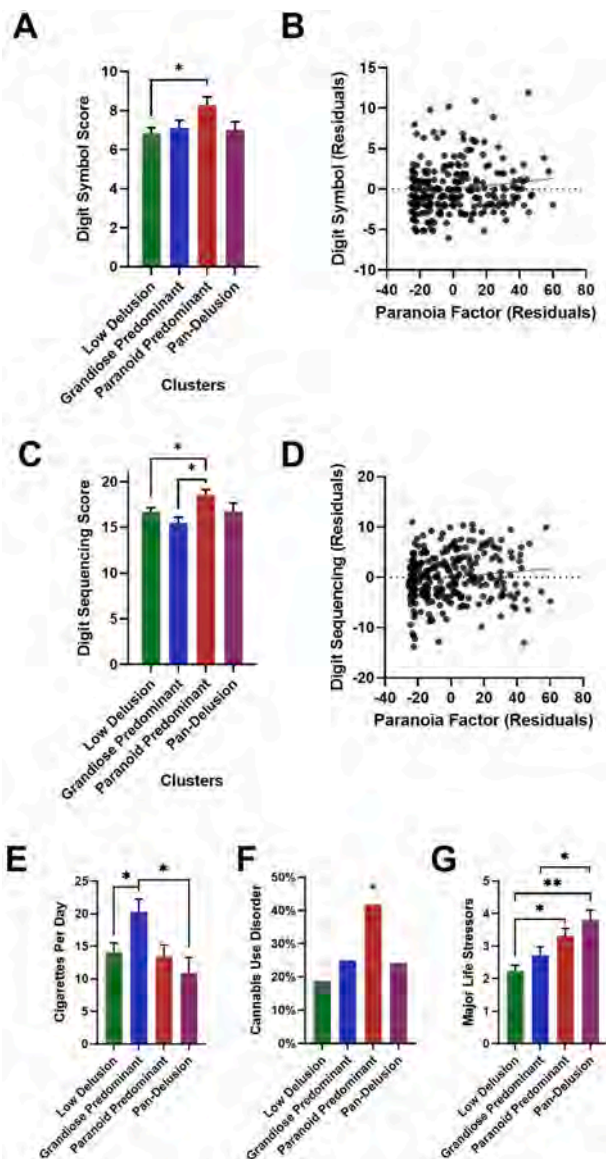 A
Digit Symbol Score
10
8
6
4
2
0
*
Low Delusion
Grandiose Predominant
Paranoid Predominant
Pan-Delusion
Clusters
B
Digit Symbol (Residuals)
15
10
5
0
-5
-10
-40 -20 0 20 40 60 80
Paranoia Factor (Residuals)
C
Digit Sequencing Score
20
15
10
5
0
*
*
Low Delusion
Grandiose Predominant
Paranoid Predominant
Pan-Delusion
Clusters
D
Digit Sequencing (Residuals)
20
10
0
-10
-20
-40 -20 0 20 40 60 80
Paranoia Factor (Residuals)
E
Cigarettes Per Day
25
20
15
10
5
0
* *
Low Delusion
Grandiose Predominant
Paranoid Predominant
Pan-Delusion
F
Cannabis Use Disorder
50%
40%
30%
20%
10%
0%
*
Low Delusion
Grandiose Predominant
Paranoid Predominant
Pan-Delusion
G
Major Life Stressors
5
4
3
2
1
0
*
**
*
Low Delusion
Grandiose Predominant
Paranoid Predominant
Pan-Delusion